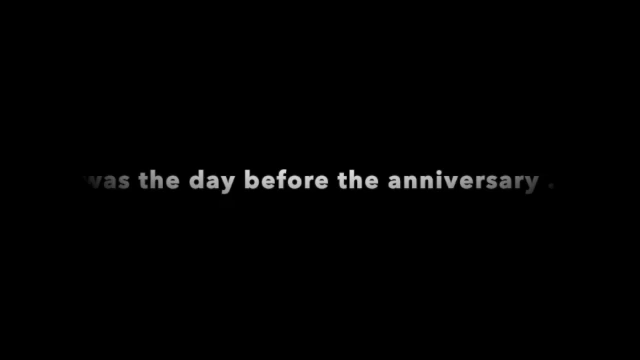 was the day before the anniversary .